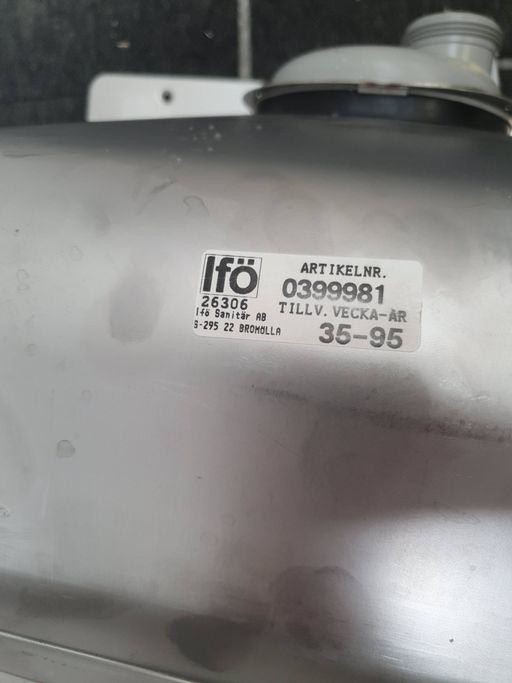 Ifö
26306
Ifö Sanitär AB
S-295 22 BROMÖLLA
ARTIKELNR.
0399981
TILLV. VECKA-ÅR
35-95